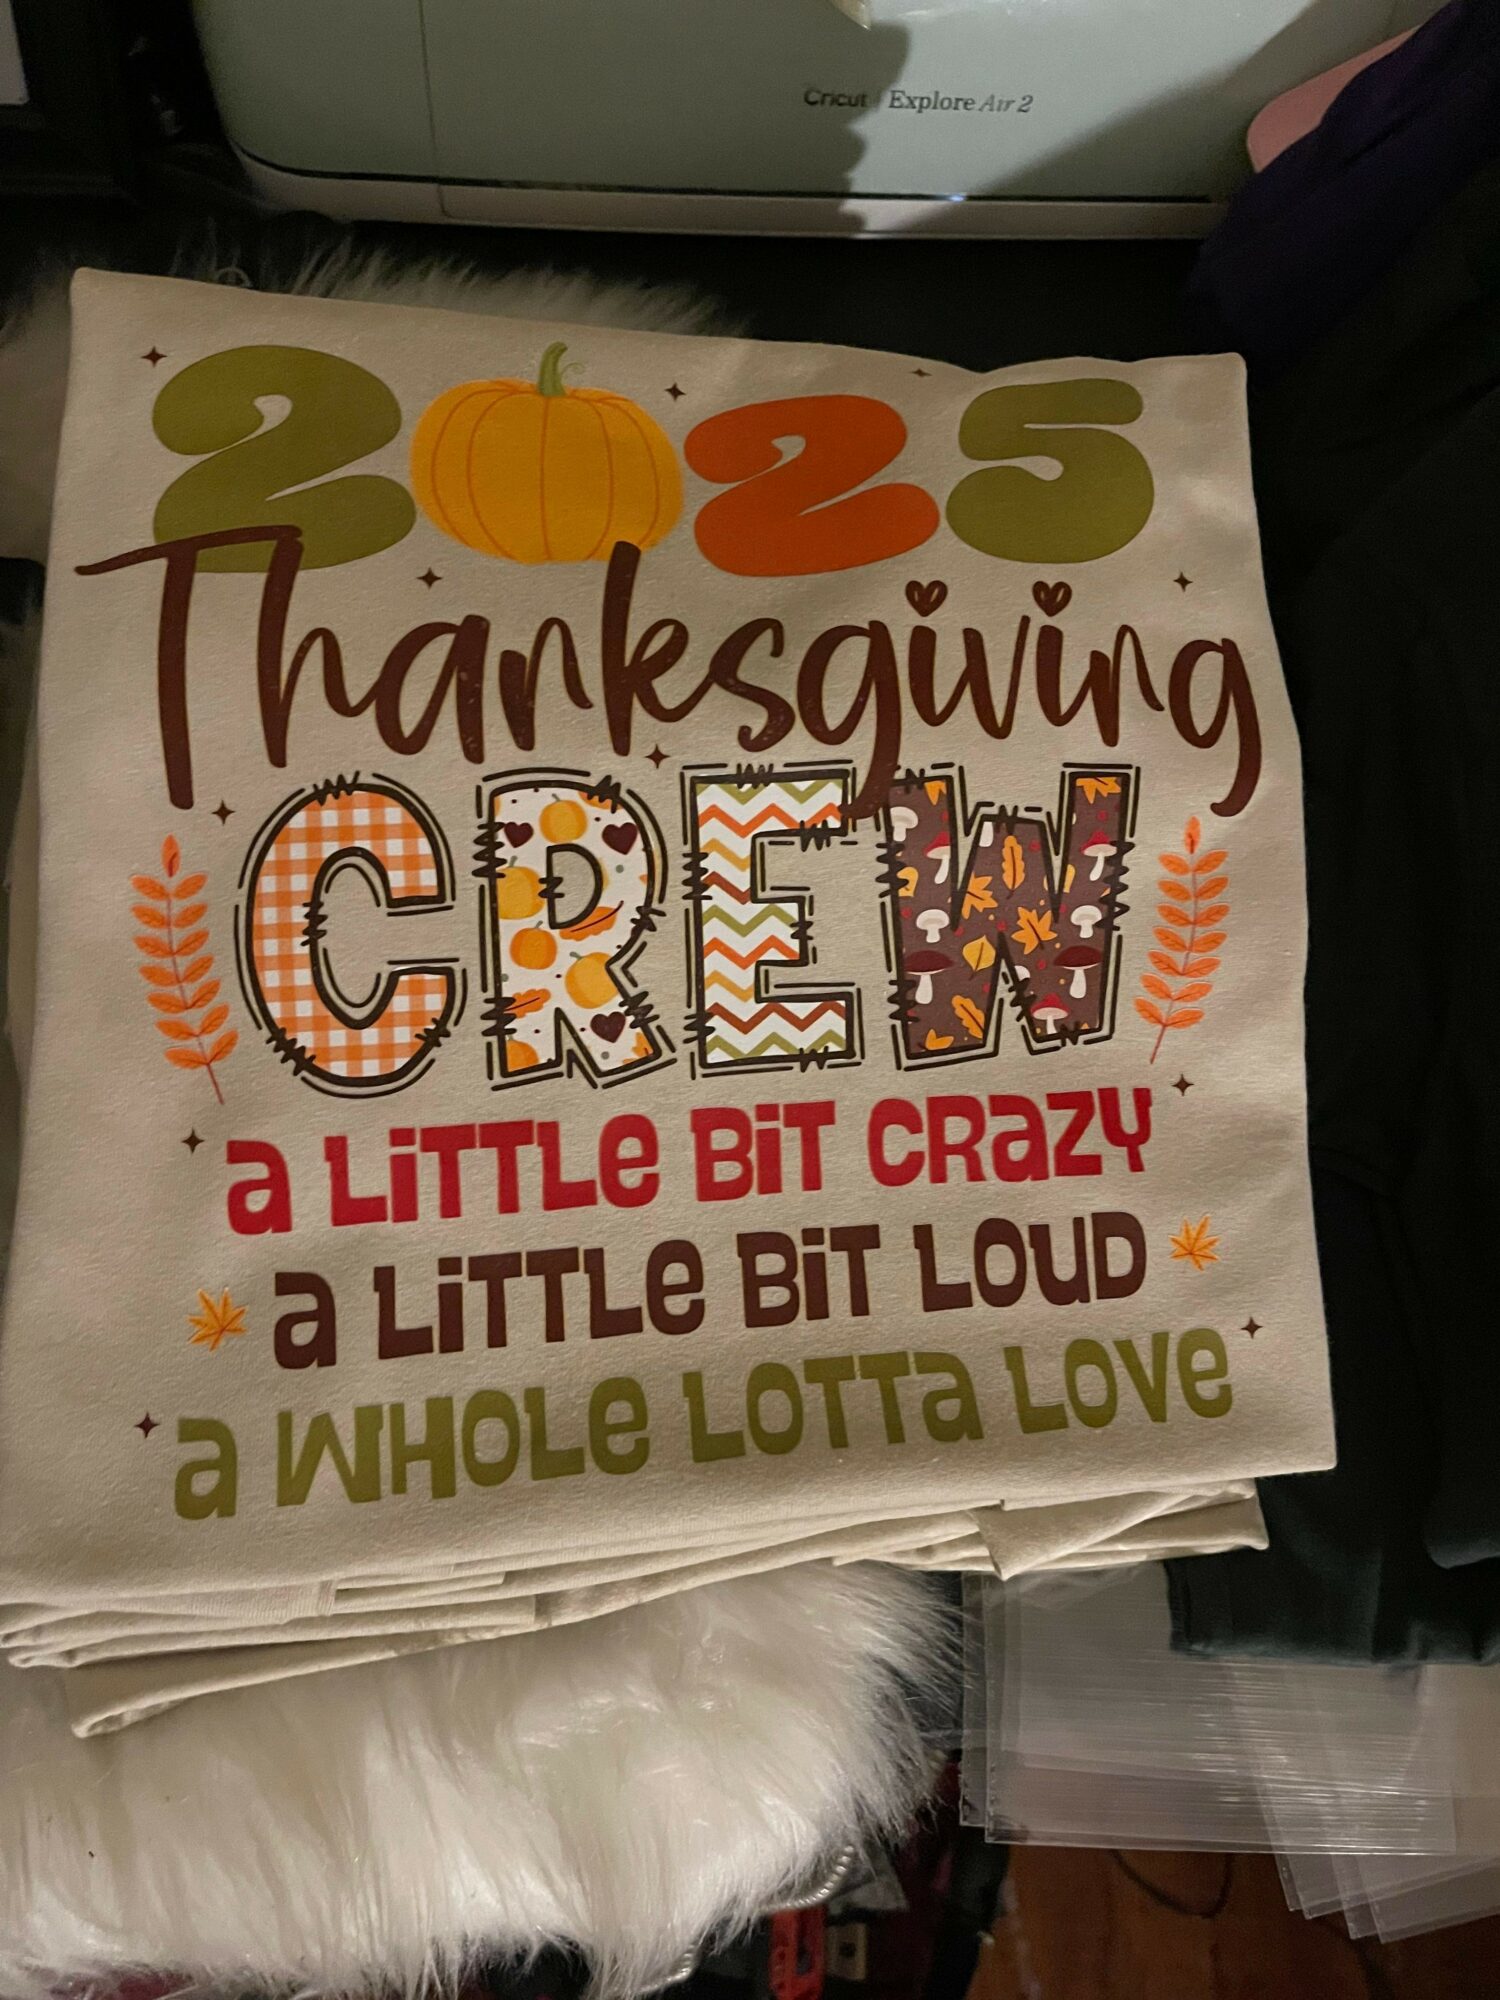 Cricut Explore Air 2
2025
Thanksgiving
CREW
a LiTTLe BiT CRaZY
a LiTTLe BiT LOUD
a WHOLe LOTTa LOVe